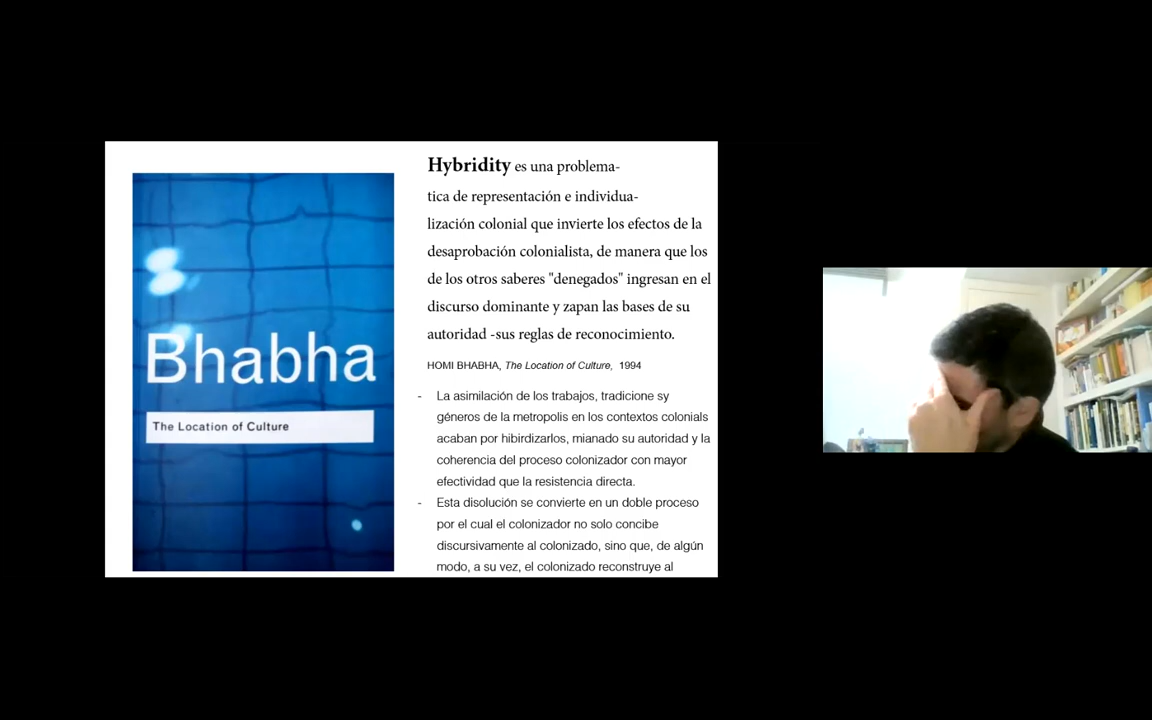 Bhabha
The Location of Culture
Hybridity es una problema-
tica de representación e individua-
lización colonial que invierte los efectos de la
desaprobación colonialista, de manera que los
de los otros saberes "denegados" ingresan en el
discurso dominante y zapan las bases de su
autoridad -sus reglas de reconocimiento.
HOMI BHABHA, The Location of Culture, 1994
- La asimilación de los trabajos, tradicione sy
géneros de la metropolis en los contextos colonials
acaban por hibirdizarlos, mianado su autoridad y la
coherencia del proceso colonizador con mayor
efectividad que la resistencia directa.
- Esta disolución se convierte en un doble proceso
por el cual el colonizador no solo concibe
discursivamente al colonizado, sino que, de algún
modo, a su vez, el colonizado reconstruye al